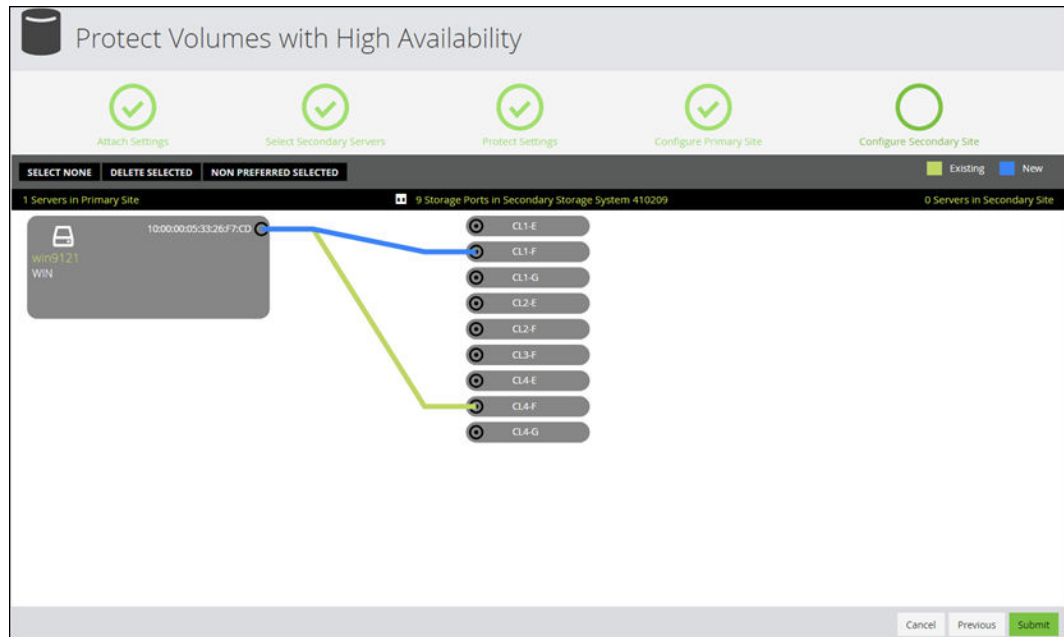 Protect Volumes with High Availability
Attach Settings
Select Secondary Servers
Protect Settings
Configure Primary Site
Configure Secondary Site
SELECT NONE
DELETE SELECTED
NON PREFERRED SELECTED
Existing
New
1 Servers in Primary Site
9 Storage Ports in Secondary Storage System 410209
0 Servers in Secondary Site
10:00:00:05:33:26:F7:CD
win9121
WIN
CL1-E
CL1-F
CL1-G
CL2-E
CL2-F
CL3-F
CL4-E
CL4-F
CL4-G
Cancel
Previous
Submit